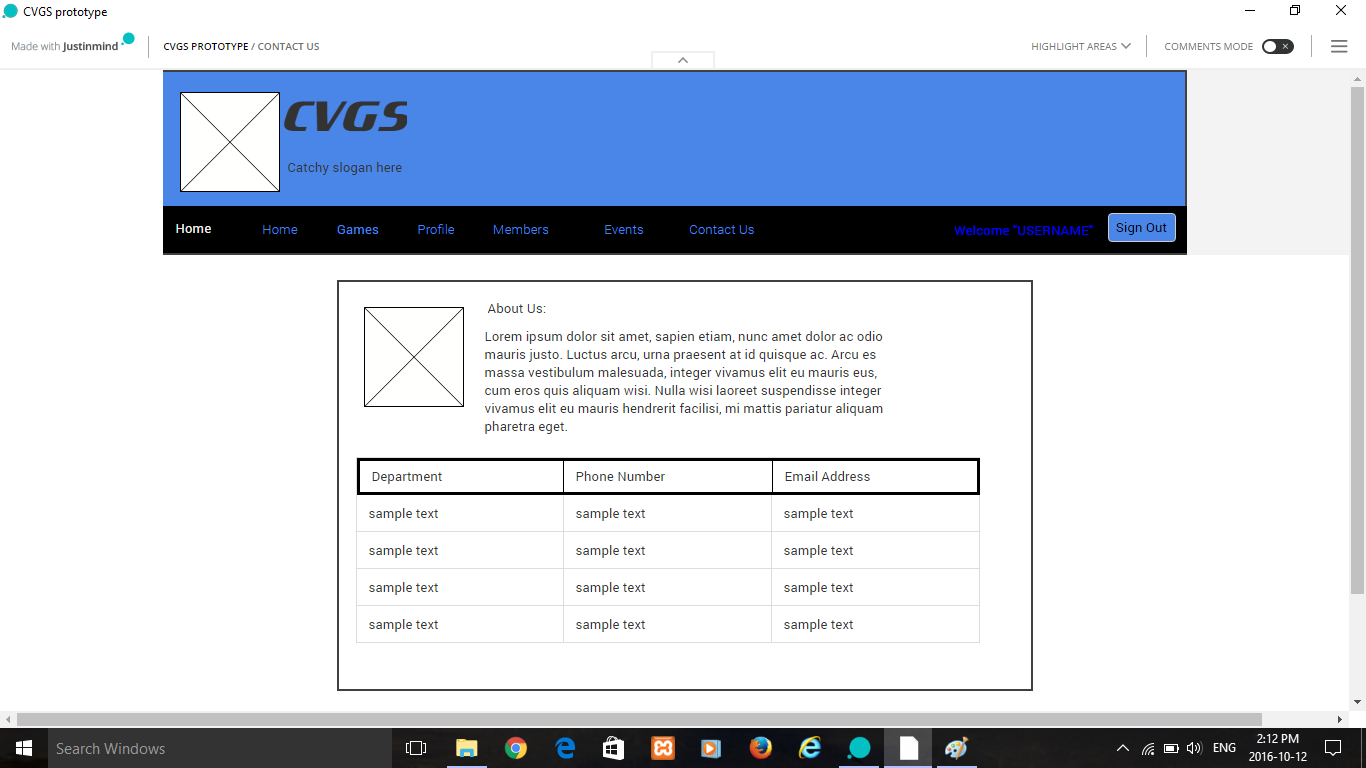 CVGS prototype
Made with Justinmind
CVGS PROTOTYPE / CONTACT US
HIGHLIGHT AREAS
COMMENTS MODE
CVGS
Catchy slogan here
Home Home Games Profile Members Events Contact Us Welcome "USERNAME" Sign Out
About Us:
Lorem ipsum dolor sit amet, sapien etiam, nunc amet dolor ac odio
mauris justo. Luctus arcu, urna praesent at id quisque ac. Arcu es
massa vestibulum malesuada, integer vivamus elit eu mauris eus,
cum eros quis aliquam wisi. Nulla wisi laoreet suspendisse integer
vivamus elit eu mauris hendrerit facilisi, mi mattis pariatur aliquam
pharetra eget.
Department Phone Number Email Address
sample text sample text sample text
sample text sample text sample text
sample text sample text sample text
sample text sample text sample text
Search Windows
ENG
2:12 PM
2016-10-12